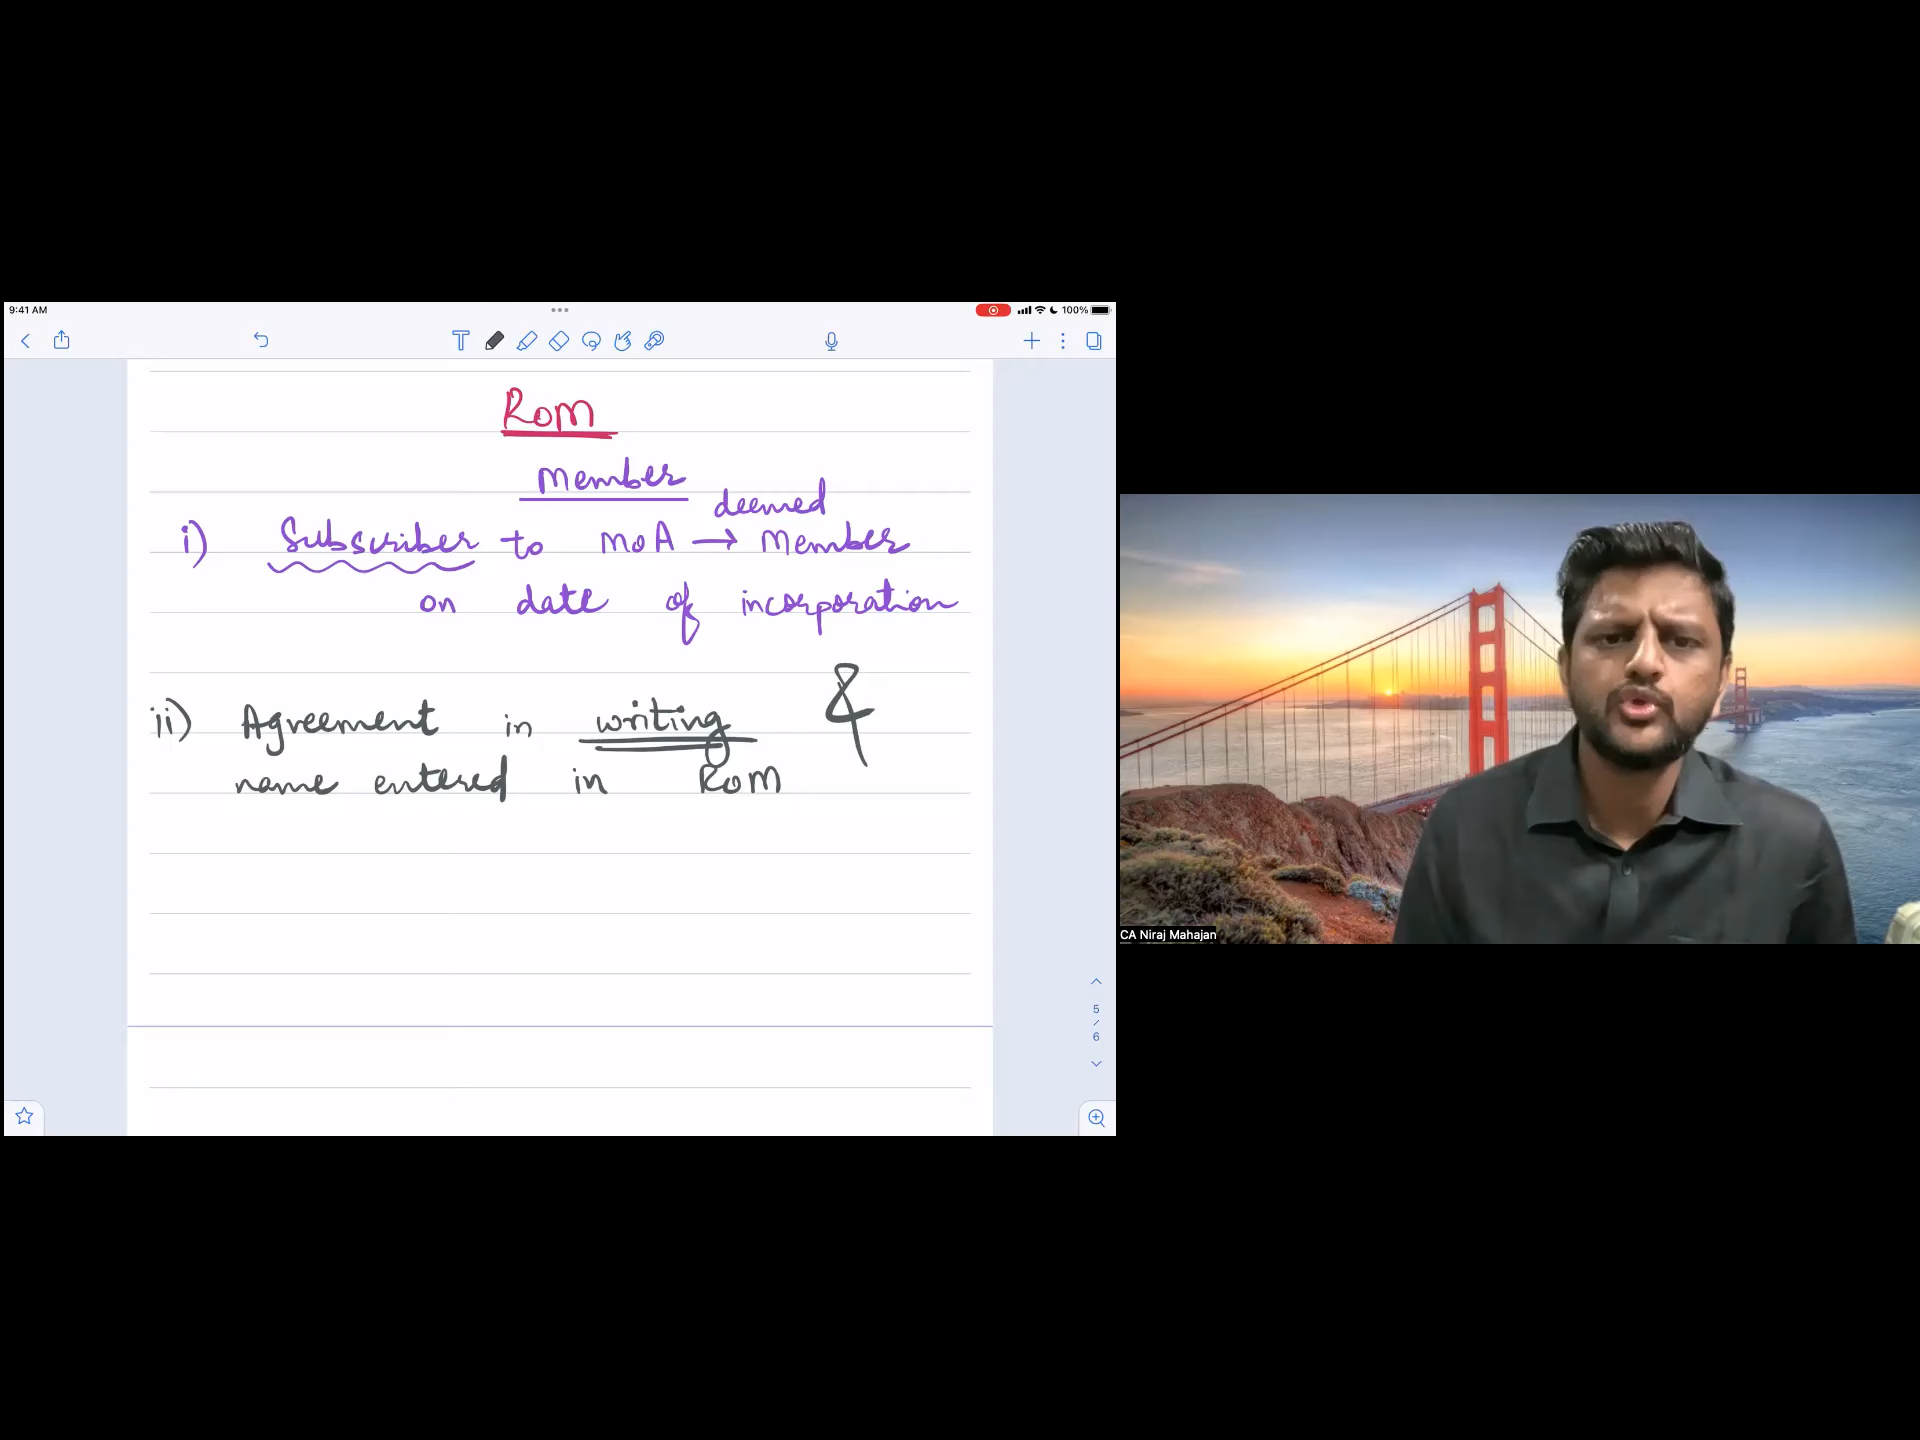 9:41 AM
100%
RoM
Member
deemed
i) Subscriber to MoA → Member
on date of incorporation
ii) Agreement in writing &
name entered in RoM
5
/
6
CA Niraj Mahajan